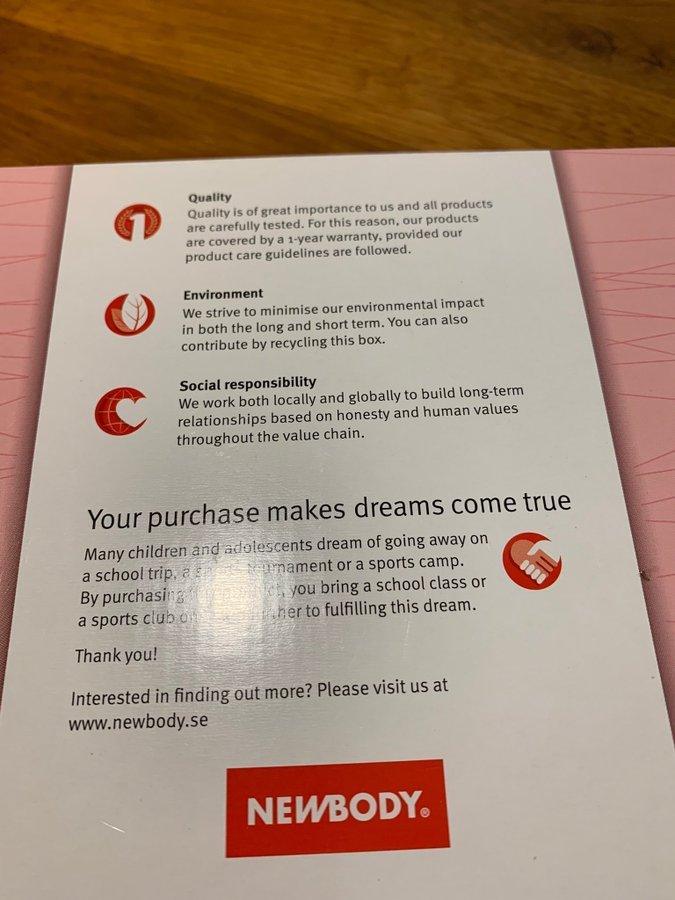 Quality
Quality is of great importance to us and all products
are carefully tested. For this reason, our products
are covered by a 1-year warranty, provided our
product care guidelines are followed.
Environment
We strive to minimise our environmental impact
in both the long and short term. You can also
contribute by recycling this box.
Social responsibility
We work both locally and globally to build long-term
relationships based on honesty and human values
throughout the value chain.
Your purchase makes dreams come true
Many children and adolescents dream of going away on
a school trip, a tournament or a sports camp.
By purchasing you bring a school class or
a sports club to fulfilling this dream.
Thank you!
Interested in finding out more? Please visit us at
www.newbody.se
NEWBODY®